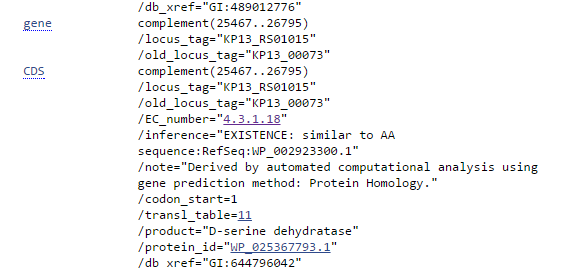 /db_xref="GI:489012776"
gene complement(25467..26795)
/locus_tag="KP13_RS01015"
/old_locus_tag="KP13_00073"
CDS complement(25467..26795)
/locus_tag="KP13_RS01015"
/old_locus_tag="KP13_00073"
/EC_number="4.3.1.18"
/inference="EXISTENCE: similar to AA
sequence:RefSeq:WP_002923300.1"
/note="Derived by automated computational analysis using
gene prediction method: Protein Homology."
/codon_start=1
/transl_table=11
/product="D-serine dehydratase"
/protein_id="WP_025367793.1"
/db_xref="GI:644796042"